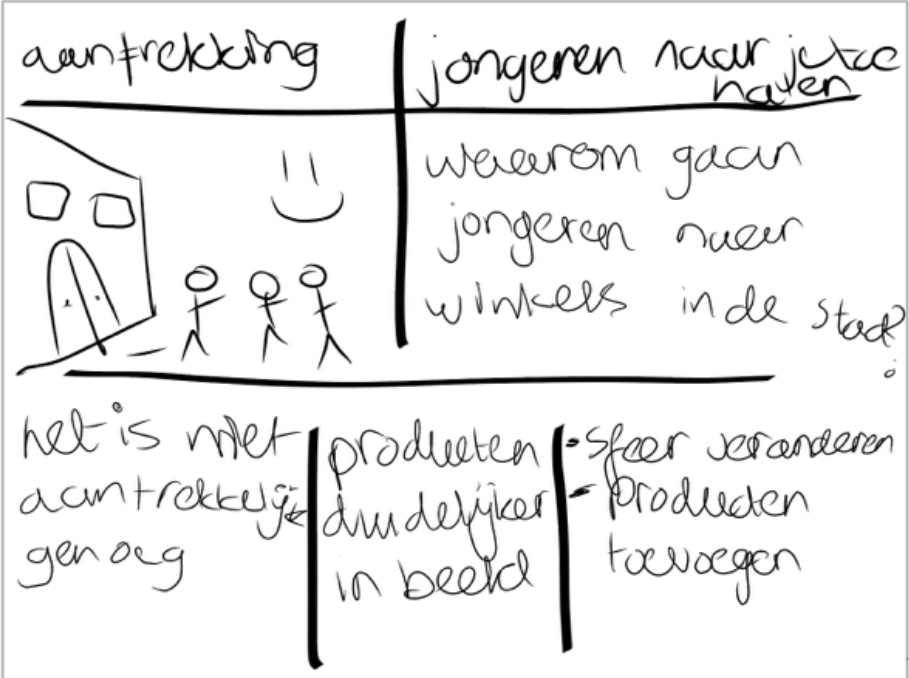 aantrekking
jongeren naar jutce
halen
waarom gaan
jongeren naar
winkels in de stad?
het is niet
aantrekkelijk
genoeg
producten
duidelijker
in beeld
- sfeer veranderen
- producten
toevoegen